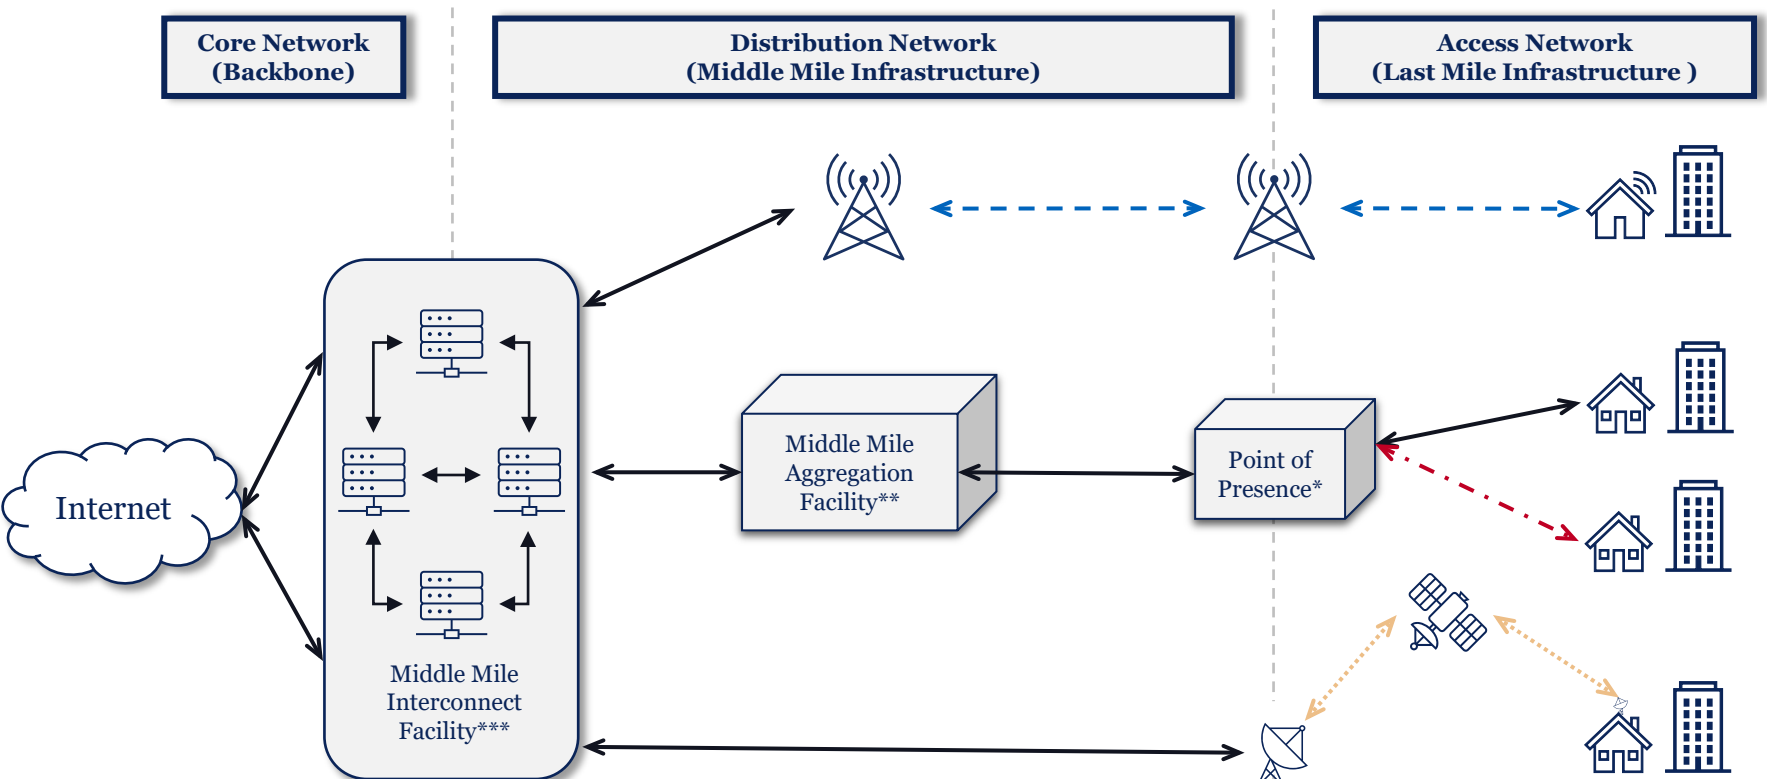 Core Network
(Backbone)
Distribution Network
(Middle Mile Infrastructure)
Access Network
(Last Mile Infrastructure )
Internet
Middle Mile
Interconnect
Facility***
Middle Mile
Aggregation
Facility**
Point of
Presence*